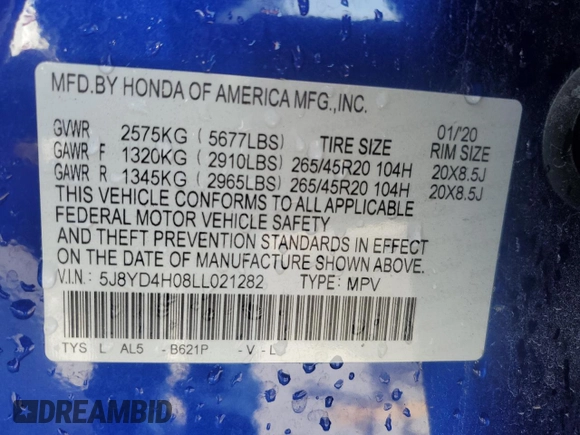 MFD.BY HONDA OF AMERICA MFG.,INC.
01/'20
GVWR 2575KG (5677LBS) TIRE SIZE RIM SIZE
GAWR F 1320KG (2910LBS) 265/45R20 104H 20X8.5J
GAWR R 1345KG (2965LBS) 265/45R20 104H 20X8.5J
THIS VEHICLE CONFORMS TO ALL APPLICABLE
FEDERAL MOTOR VEHICLE SAFETY
AND THEFT PREVENTION STANDARDS IN EFFECT
ON THE DATE OF MANUFACTURE SHOWN ABOVE.
V.I.N.: 5J8YD4H08LL021282 TYPE: MPV
TYS L AL5 - B621P - V - L
DREAMBID